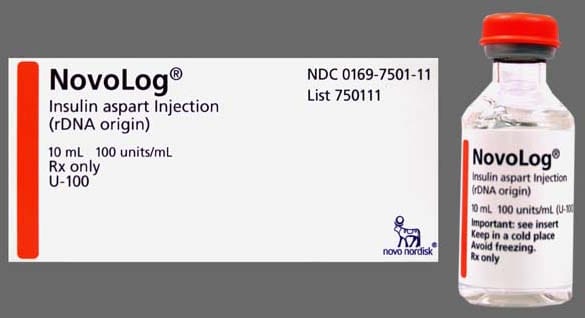 NovoLog®
Insulin aspart Injection
(rDNA origin)
10 mL 100 units/mL
Rx only
U-100
NDC 0169-7501-11
List 750111
novo nordisk®
NovoLog®
Insulin aspart Injection
(rDNA origin)
10 mL 100 units/mL (U-100
Important: see insert
Keep in a cold place
Avoid freezing.
Rx only